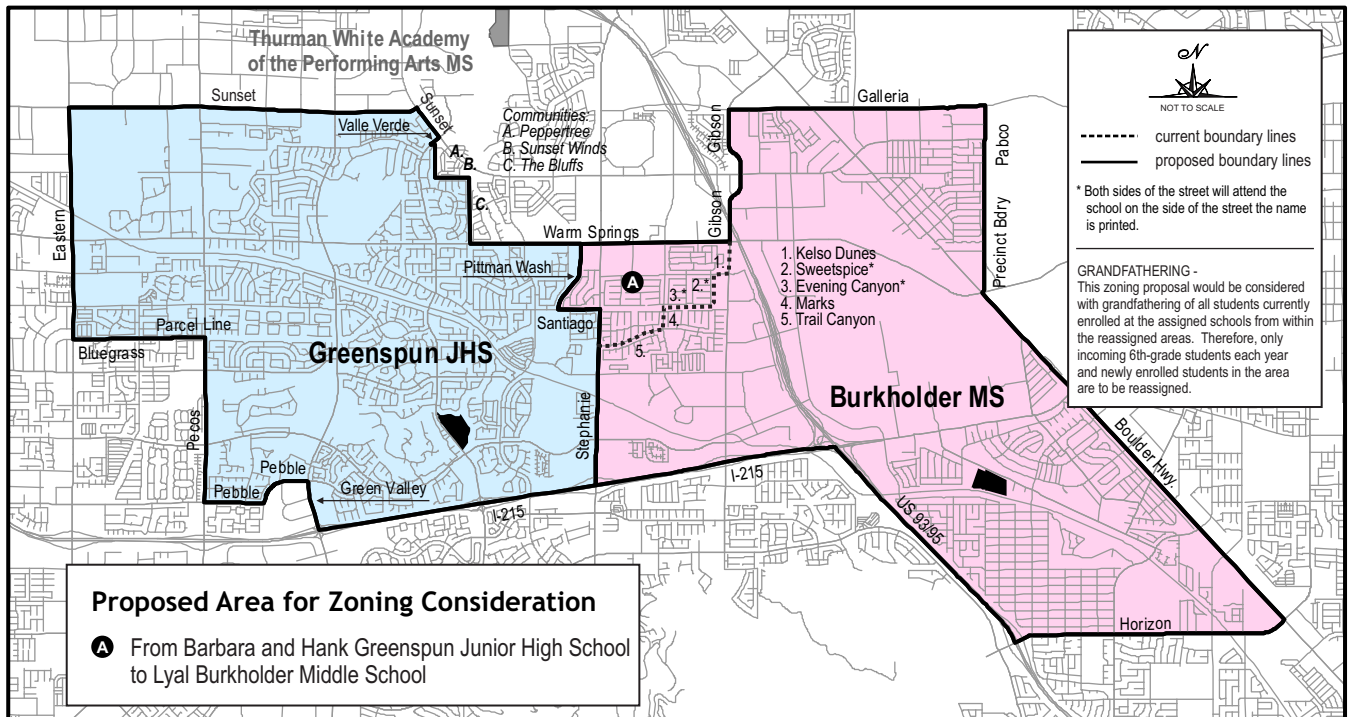 Thurman White Academy
of the Performing Arts MS
Sunset
Sunset
Valle Verde
Communities:
A. Peppertree
B. Sunset Winds
C. The Bluffs
A.
B.
C.
Gibson
Gibson
Galleria
Pabco
Precinct Bdry
N
NOT TO SCALE
current boundary lines
proposed boundary lines
* Both sides of the street will attend the
school on the side of the street the name
is printed.
GRANDFATHERING -
This zoning proposal would be considered
with grandfathering of all students currently
enrolled at the assigned schools from within
the reassigned areas. Therefore, only
incoming 6th-grade students each year
and newly enrolled students in the area
are to be reassigned.
Eastern
Warm Springs
Pittman Wash
A
1.
2.*
3.*
4.
5.
1. Kelso Dunes
2. Sweetspice*
3. Evening Canyon*
4. Marks
5. Trail Canyon
Santiago
Parcel Line
Bluegrass
Greenspun JHS
Burkholder MS
Pecos
Stephanie
Boulder Hwy.
Pebble
Pebble
Green Valley
I-215
I-215
US 93/95
Horizon
Proposed Area for Zoning Consideration
A From Barbara and Hank Greenspun Junior High School
to Lyal Burkholder Middle School